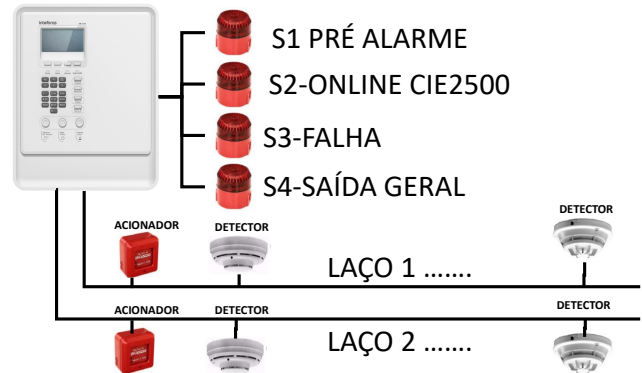 intelbras
S1 PRÉ ALARME
S2-ONLINE CIE2500
S3-FALHA
S4-SAÍDA GERAL
ACIONADOR
DETECTOR
DETECTOR
LAÇO 1 .......
ACIONADOR
DETECTOR
DETECTOR
LAÇO 2 .......